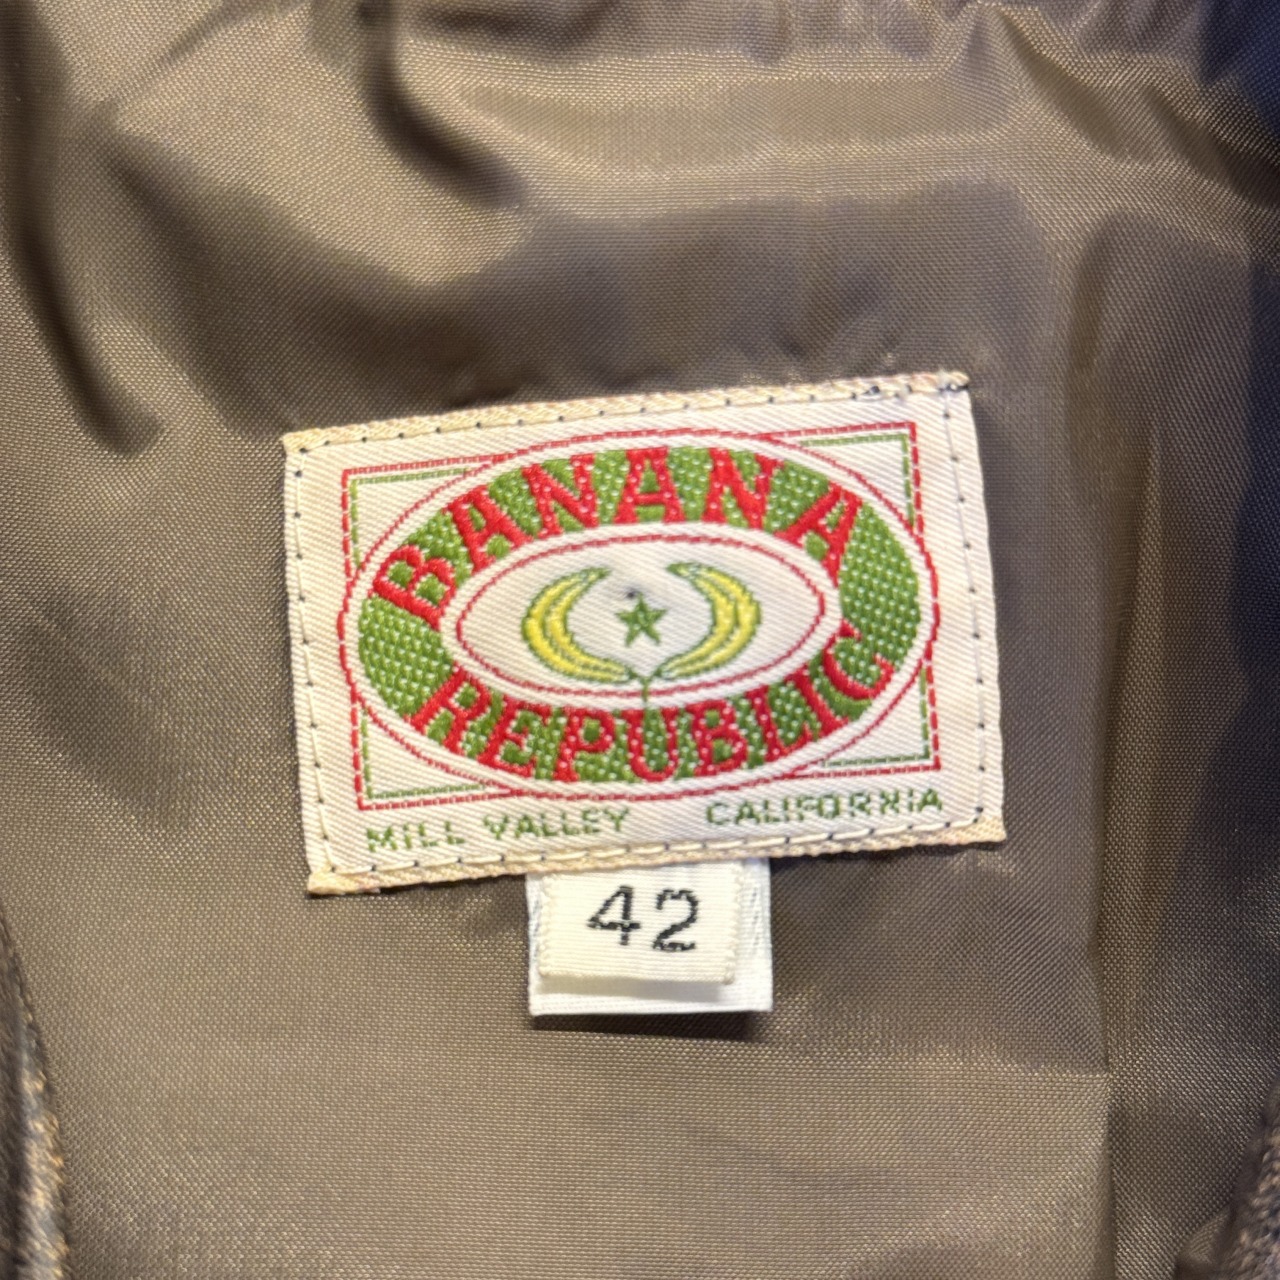 BANANA
REPUBLIC
MILL VALLEY CALIFORNIA
42